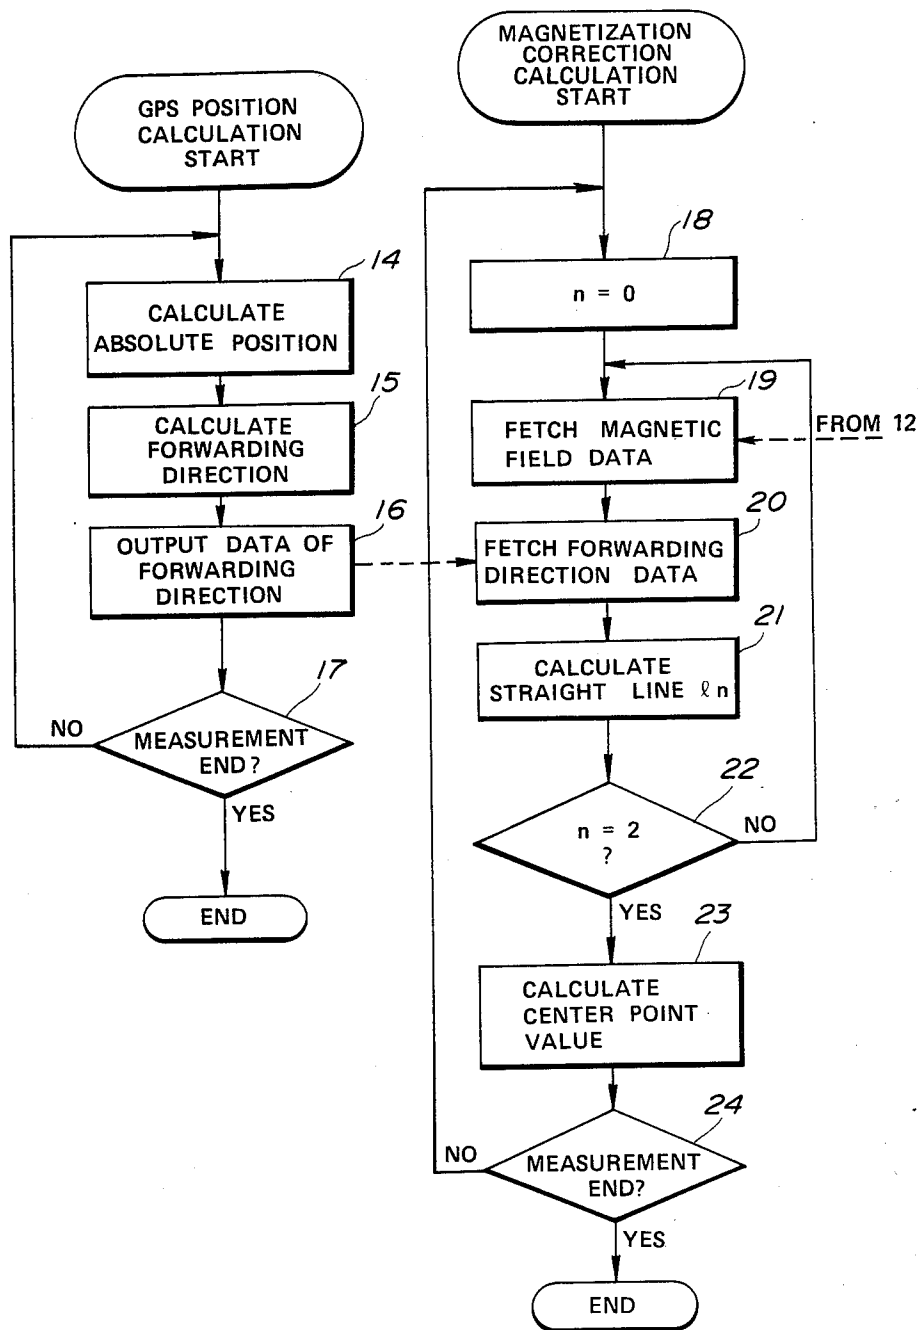 GPS POSITION
CALCULATION
START
14
CALCULATE
ABSOLUTE POSITION
15
CALCULATE
FORWARDING
DIRECTION
16
OUTPUT DATA OF
FORWARDING
DIRECTION
17
NO
MEASUREMENT
END?
YES
END
MAGNETIZATION
CORRECTION
CALCULATION
START
18
n = 0
19
FROM 12
FETCH MAGNETIC
FIELD DATA
20
FETCH FORWARDING
DIRECTION DATA
21
CALCULATE
STRAIGHT LINE ℓn
22
n = 2
?
NO
YES
23
CALCULATE
CENTER POINT
VALUE
24
NO
MEASUREMENT
END?
YES
END